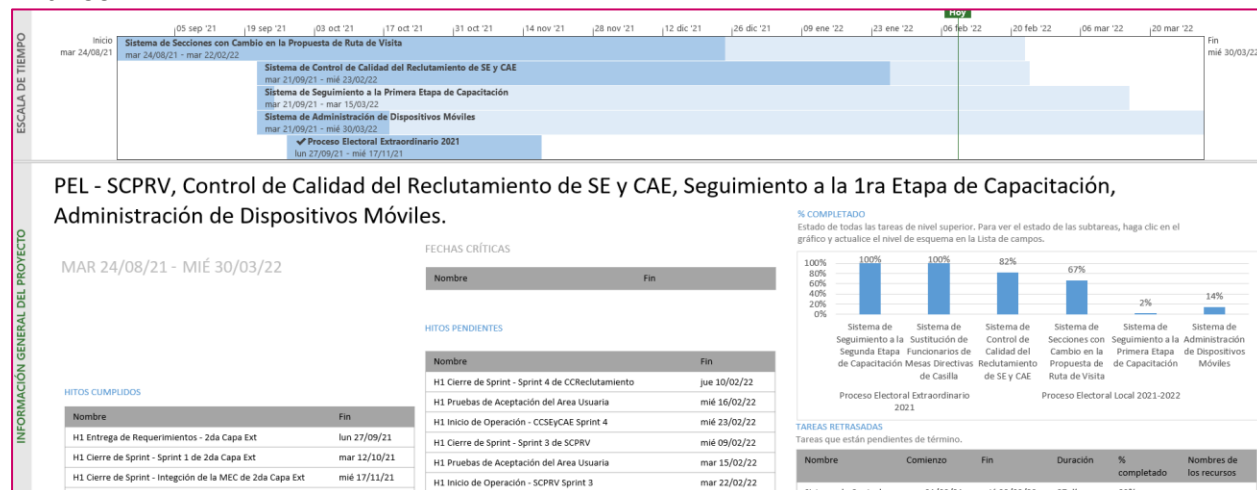 Hoy
05 sep '21 19 sep '21 03 oct '21 17 oct '21 31 oct '21 14 nov '21 28 nov '21 12 dic '21 26 dic '21 09 ene '22 23 ene '22 06 feb '22 20 feb '22 06 mar '22 20 mar '22
ESCALA DE TIEMPO
Inicio
mar 24/08/21
Sistema de Secciones con Cambio en la Propuesta de Ruta de Visita
mar 24/08/21 - mar 22/02/22
Fin
mié 30/03/22
Sistema de Control de Calidad del Reclutamiento de SE y CAE
mar 21/09/21 - mié 23/02/22
Sistema de Seguimiento a la Primera Etapa de Capacitación
mar 21/09/21 - mar 15/03/22
Sistema de Administración de Dispositivos Móviles
mar 21/09/21 - mié 30/03/22
✔ Proceso Electoral Extraordinario 2021
lun 27/09/21 - mié 17/11/21
INFORMACIÓN GENERAL DEL PROYECTO
PEL - SCPRV, Control de Calidad del Reclutamiento de SE y CAE, Seguimiento a la 1ra Etapa de Capacitación,
Administración de Dispositivos Móviles.
MAR 24/08/21 - MIÉ 30/03/22
HITOS CUMPLIDOS
Nombre Fin
H1 Entrega de Requerimientos - 2da Capa Ext lun 27/09/21
H1 Cierre de Sprint - Sprint 1 de 2da Capa Ext mar 12/10/21
H1 Cierre de Sprint - Integción de la MEC de 2da Capa Ext mié 17/11/21
FECHAS CRÍTICAS
Nombre Fin
HITOS PENDIENTES
Nombre Fin
H1 Cierre de Sprint - Sprint 4 de CCReclutamiento jue 10/02/22
H1 Pruebas de Aceptación del Area Usuaria mié 16/02/22
H1 Inicio de Operación - CCSEyCAE Sprint 4 mié 23/02/22
H1 Cierre de Sprint - Sprint 3 de SCPRV mié 09/02/22
H1 Pruebas de Aceptación del Area Usuaria mar 15/02/22
H1 Inicio de Operación - SCPRV Sprint 3 mar 22/02/22
% COMPLETADO
Estado de todas las tareas de nivel superior. Para ver el estado de las subtareas, haga clic en el
gráfico y actualice el nivel de esquema en la Lista de campos.
100%
80%
60%
40%
20%
0%
100% 100% 82% 67% 2% 14%
Sistema de Sistema de Sistema de Sistema de Sistema de Sistema de
Seguimiento a la Sustitución de Control de Secciones con Seguimiento a la Administración
Segunda Etapa Funcionarios de Calidad del Cambio en la Primera Etapa de Dispositivos
de Capacitación Mesas Directivas Reclutamiento Propuesta de de Capacitación Móviles
de Casilla de SE y CAE Ruta de Visita
Proceso Electoral Extraordinario Proceso Electoral Local 2021-2022
2021
TAREAS RETRASADAS
Tareas que están pendientes de término.
Nombre Comienzo Fin Duración % completado Nombres de los recursos